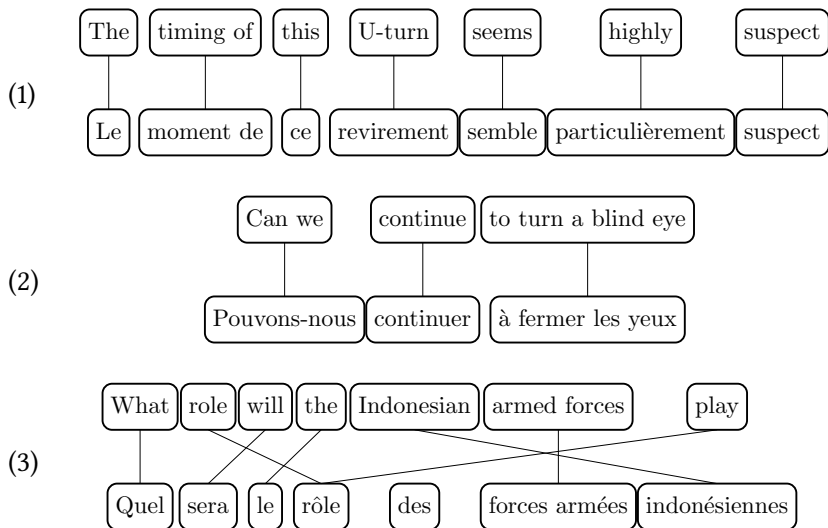 The timing of this U-turn seems highly suspect
(1)
Le moment de ce revirement semble particulièrement suspect
Can we continue to turn a blind eye
(2)
Pouvons-nous continuer à fermer les yeux
What role will the Indonesian armed forces play
(3)
Quel sera le rôle des forces armées indonésiennes